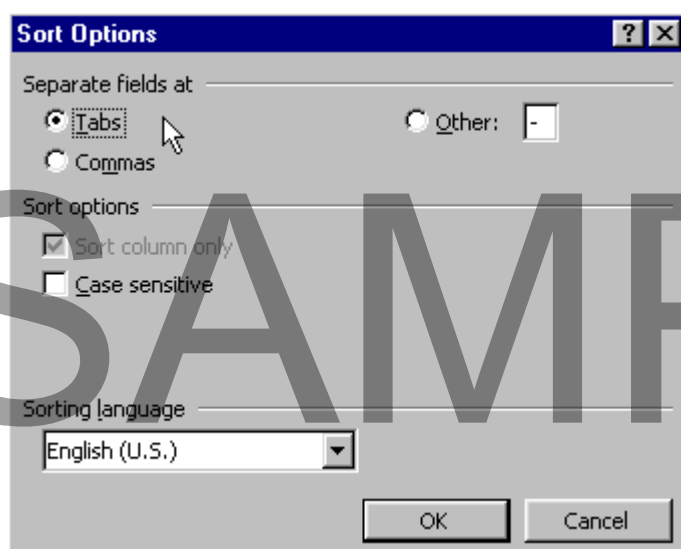 Sort Options
Separate fields at
Tabs Other: -
Commas
Sort options
Sort column only
Case sensitive
Sorting language
English (U.S.)
OK Cancel